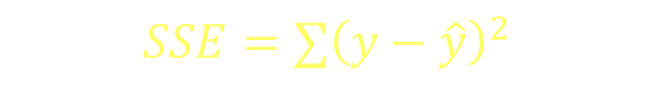 SSE = ∑(y − ŷ)²